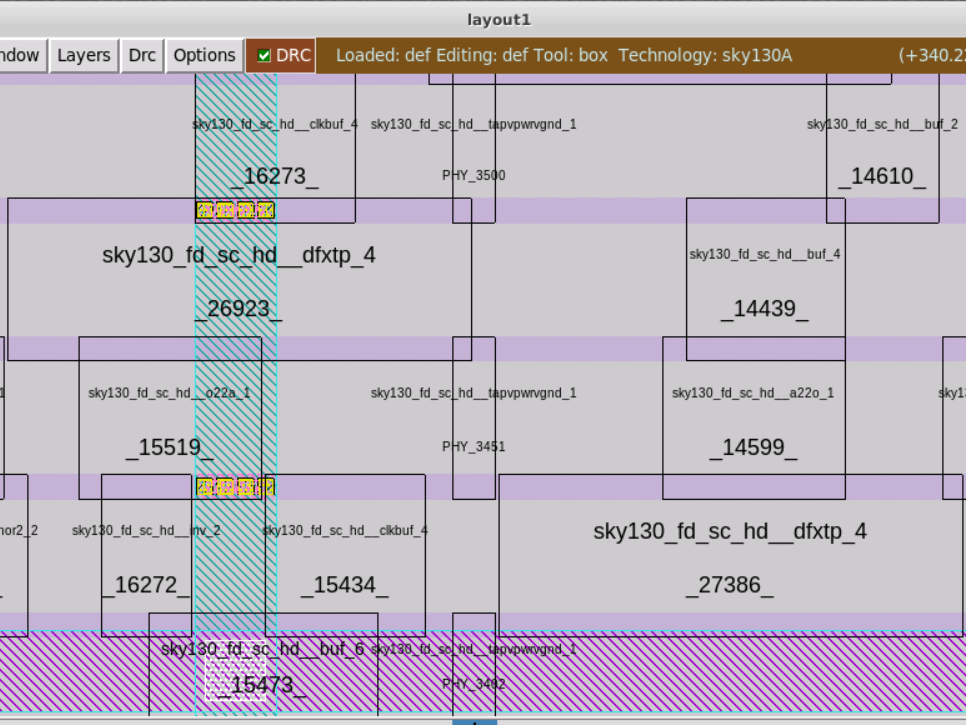 layout1
ndow Layers Drc Options DRC Loaded: def Editing: def Tool: box Technology: sky130A (+340.2
sky130_fd_sc_hd__clkbuf_4 sky130_fd_sc_hd__tapvpwrvgnd_1 sky130_fd_sc_hd__buf_2
_16273_ PHY_3500 _14610_
sky130_fd_sc_hd__dfxtp_4 sky130_fd_sc_hd__buf_4
_26923_ _14439_
1 sky130_fd_sc_hd__o22a_1 sky130_fd_sc_hd__tapvpwrvgnd_1 sky130_fd_sc_hd__a22o_1 sky13
_15519_ PHY_3451 _14599_
nor2_2 sky130_fd_sc_hd__inv_2 sky130_fd_sc_hd__clkbuf_4 sky130_fd_sc_hd__dfxtp_4
_16272_ _15434_ _27386_
sky130_fd_sc_hd__buf_6 sky130_fd_sc_hd__tapvpwrvgnd_1
_15473_ PHY_3402